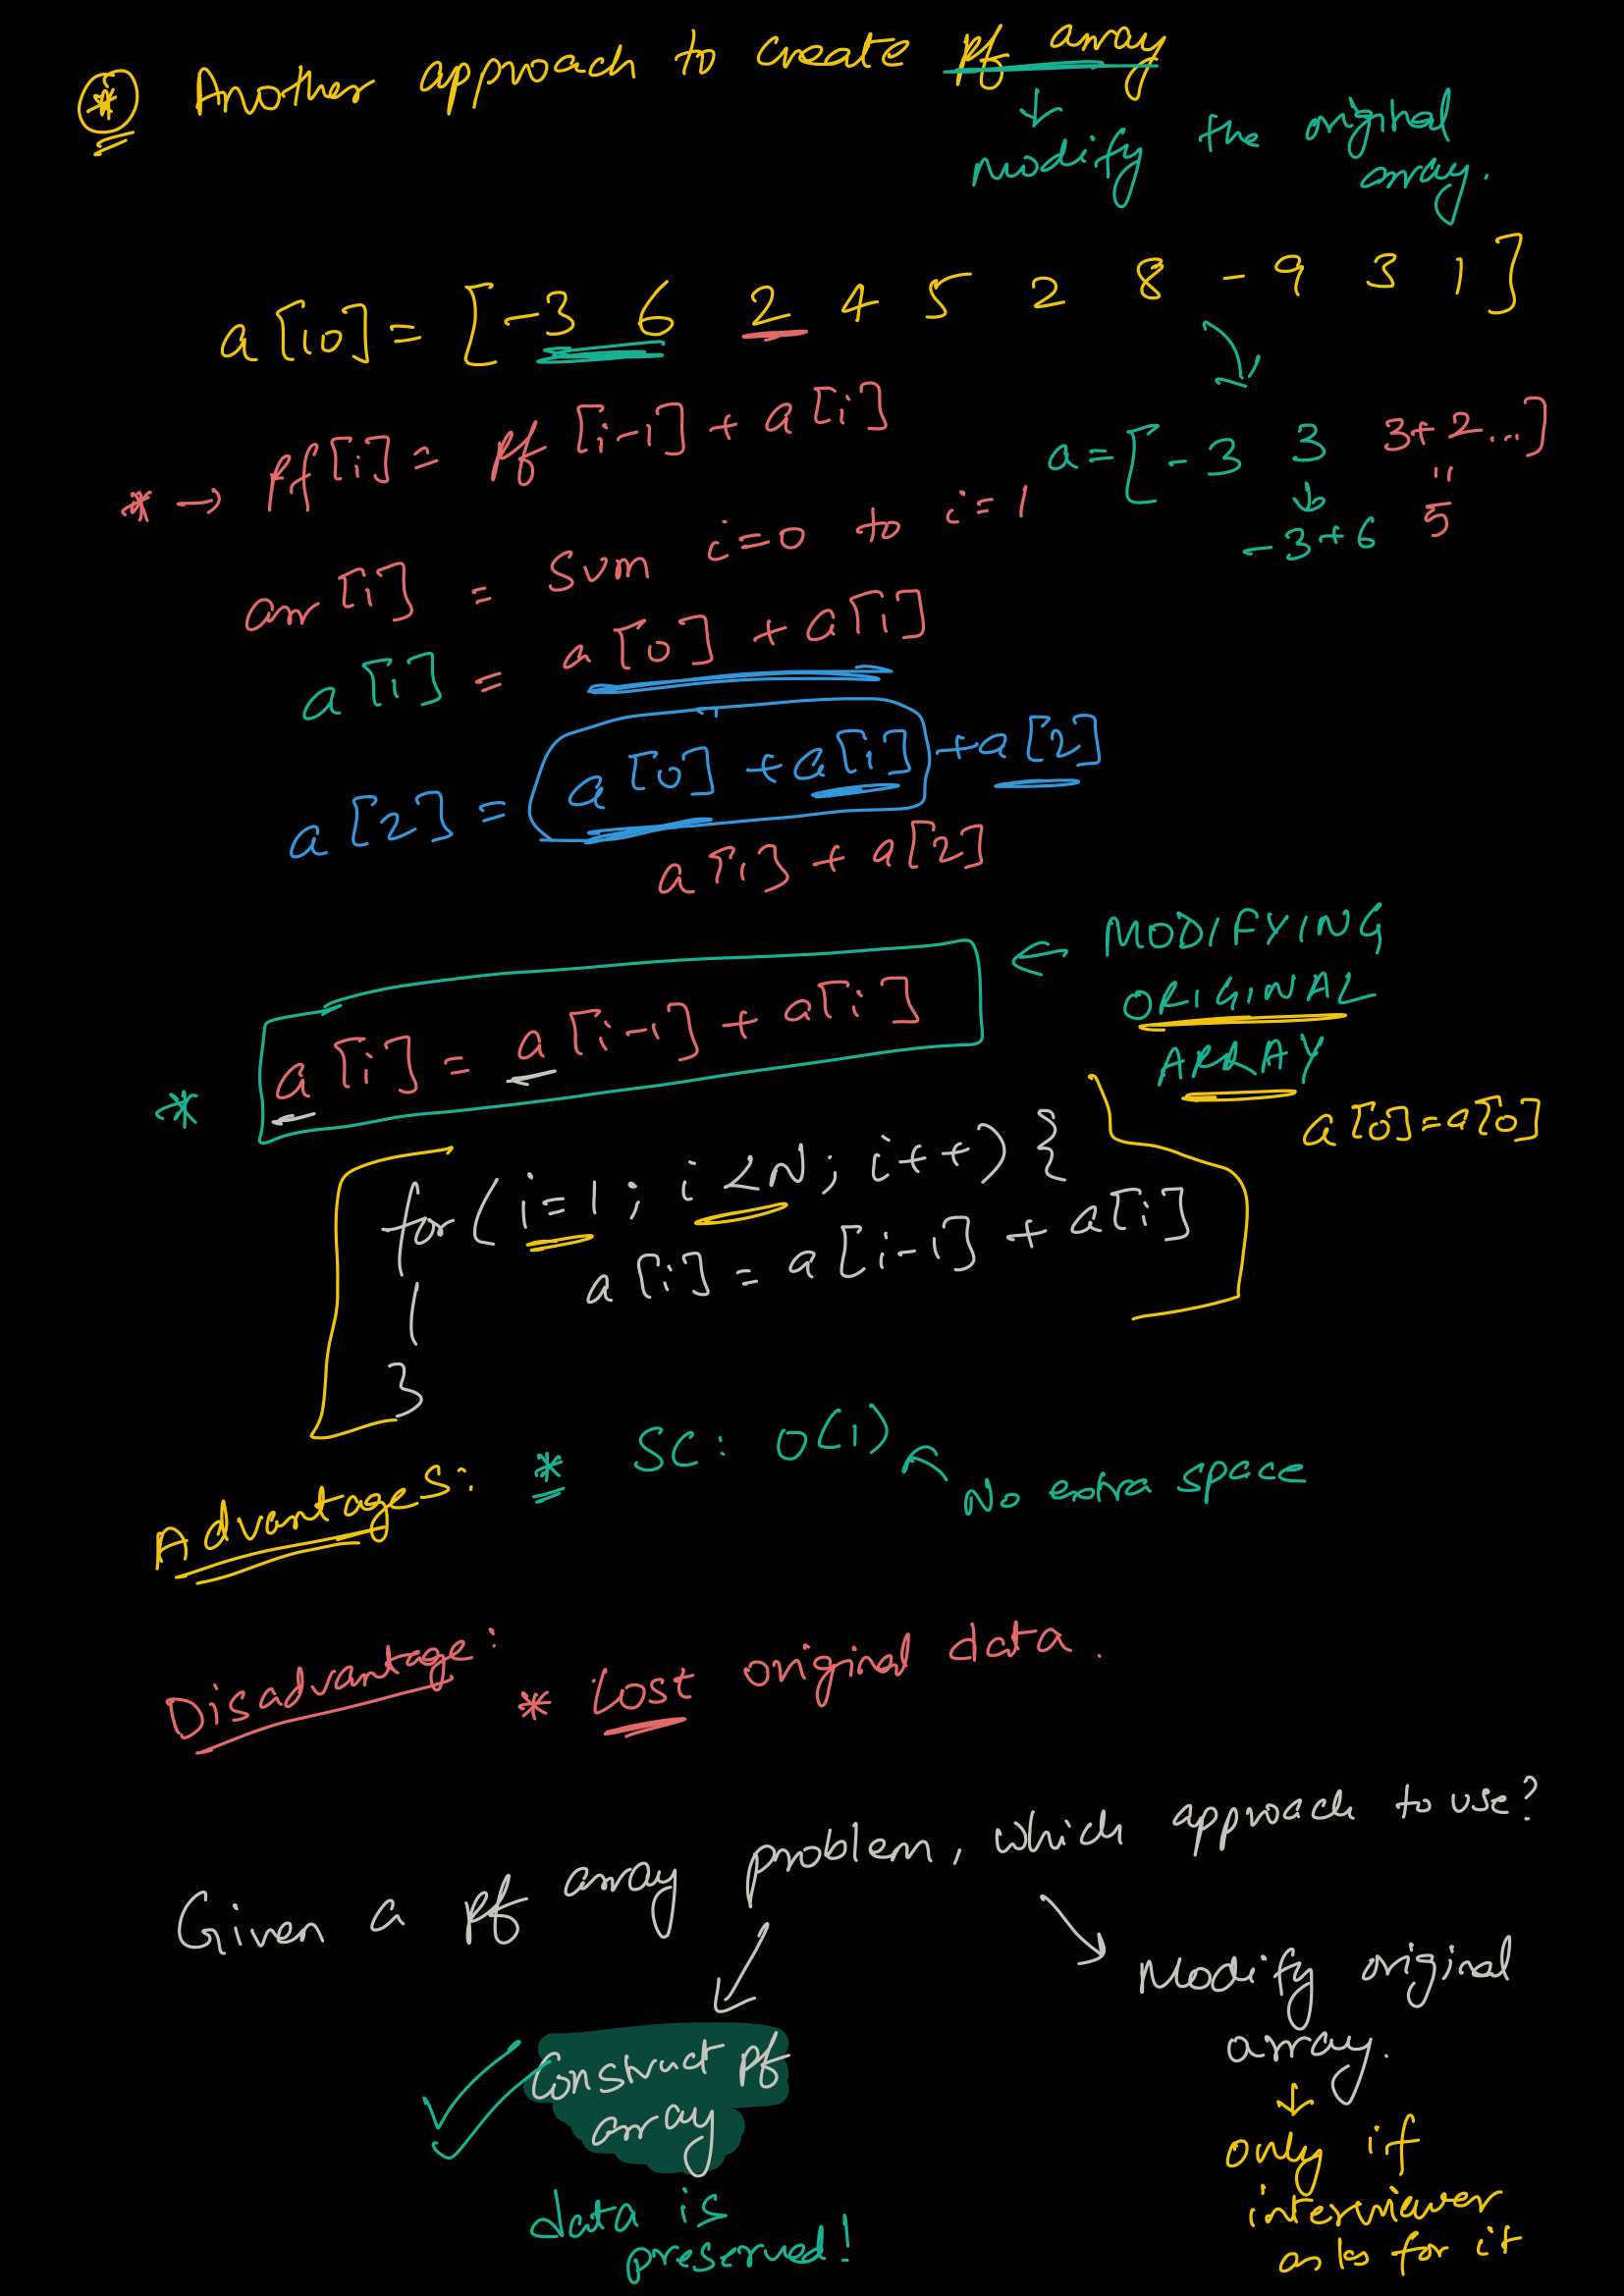 * Another approach to create pf array
↓
modify the original
array.
a[10] = [-3 6 2 4 5 2 8 -9 3 1]
* → pf[i] = pf[i-1] + a[i]
a = [-3 3 3+2...]
↓ "
-3+6 5
arr[i] = sum i=0 to i=1
a[1] = a[0] + a[1]
a[2] = a[0] + a[1] + a[2]
a[1] + a[2]
* a[i] = a[i-1] + a[i] ← MODIFYING
ORIGINAL
ARRAY
a[0]=a[0]
for (i=1; i<N; i++) {
a[i] = a[i-1] + a[i]
}
Advantages: * SC: O(1)
No extra space
Disadvantage: * Lost original data.
Given a pf array problem, which approach to use?
Construct pf
array
data is
preserved!
Modify original
array.
↓
only if
interviewer
asks for it